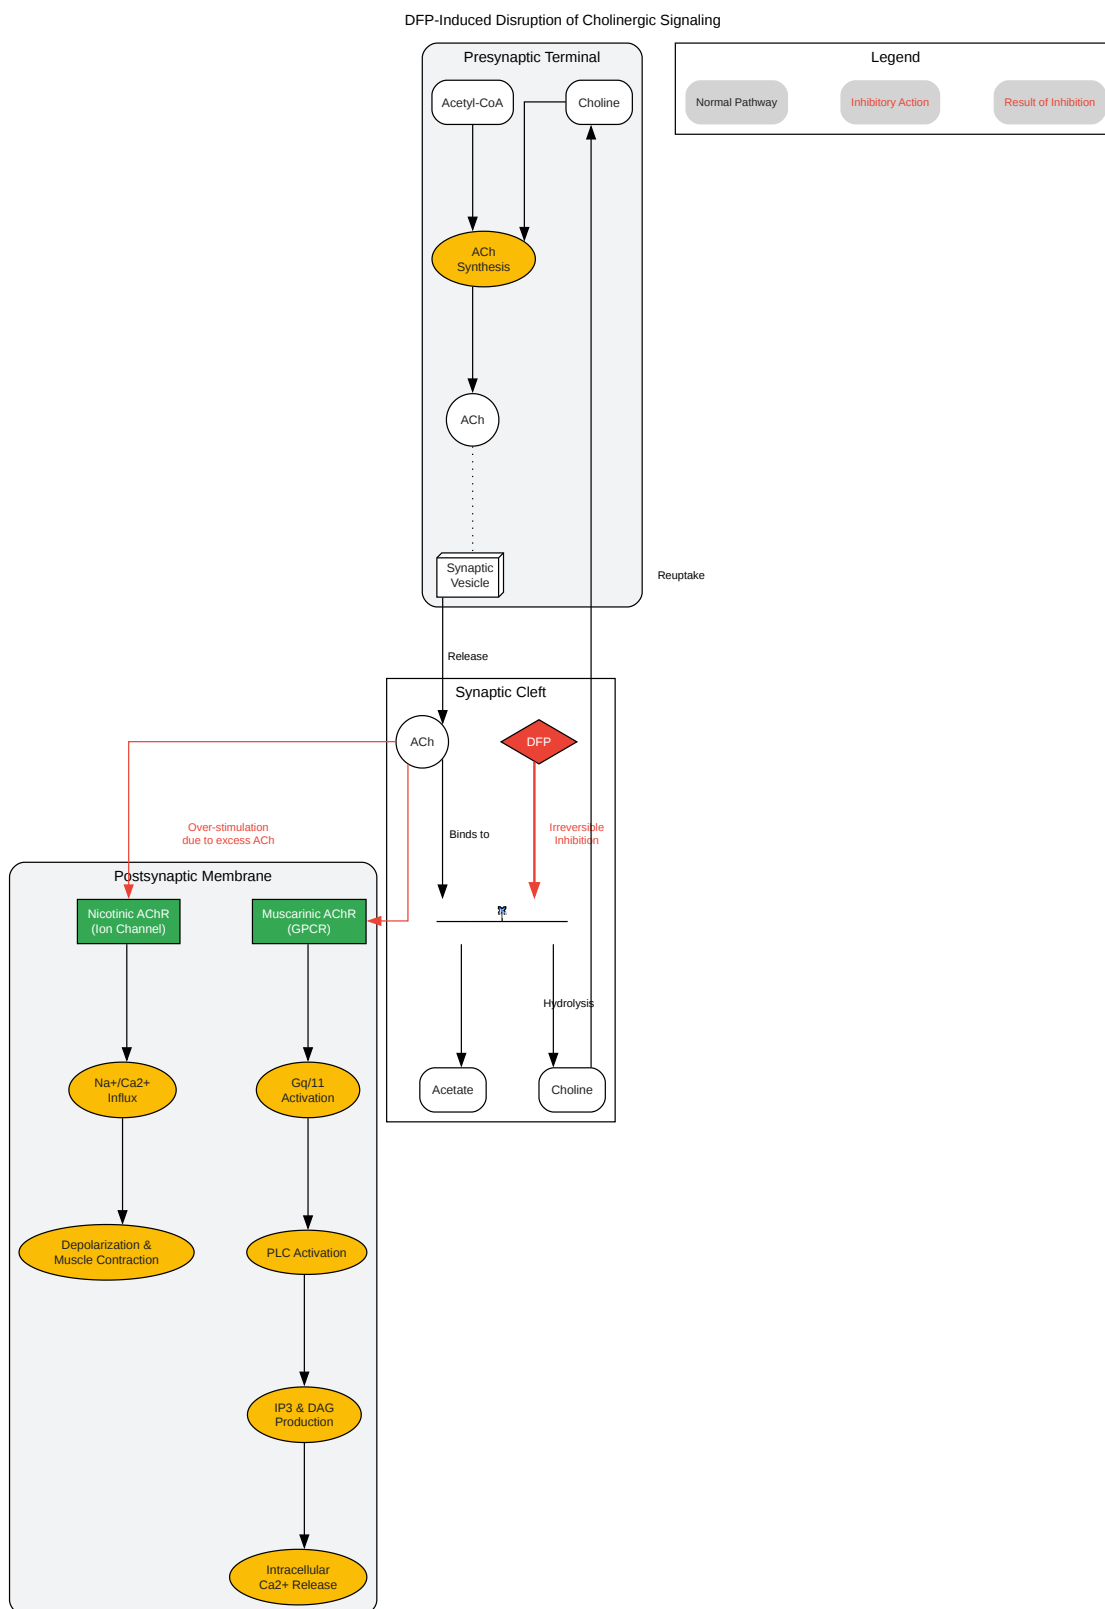 DFP-Induced Disruption of Cholinergic Signaling
Presynaptic Terminal
Legend
Acetyl-CoA
Choline
Normal Pathway
Inhibitory Action
Result of Inhibition
ACh
Synthesis
ACh
Synaptic
Vesicle
Reuptake
Release
Synaptic Cleft
ACh
DFP
Over-stimulation
due to excess ACh
Binds to
Irreversible
Inhibition
Postsynaptic Membrane
Nicotinic AChR
(Ion Channel)
Muscarinic AChR
(GPCR)
Hydrolysis
Na+/Ca2+
Influx
Gq/11
Activation
Acetate
Choline
Depolarization &
Muscle Contraction
PLC Activation
IP3 & DAG
Production
Intracellular
Ca2+ Release